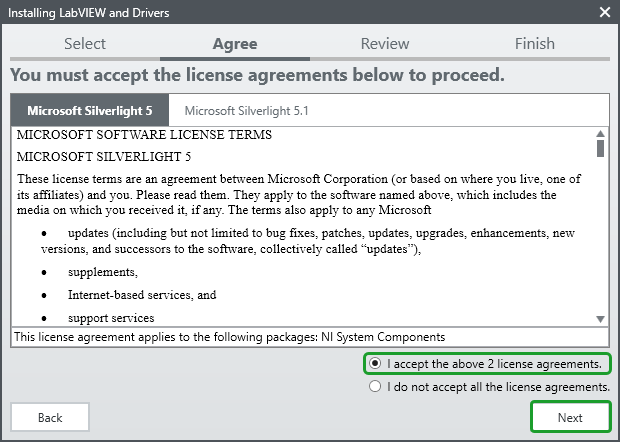 Installing LabVIEW and Drivers
Select
Agree
Review
Finish
You must accept the license agreements below to proceed.
Microsoft Silverlight 5
Microsoft Silverlight 5.1
MICROSOFT SOFTWARE LICENSE TERMS
MICROSOFT SILVERLIGHT 5
These license terms are an agreement between Microsoft Corporation (or based on where you live, one of
its affiliates) and you. Please read them. They apply to the software named above, which includes the
media on which you received it, if any. The terms also apply to any Microsoft
• updates (including but not limited to bug fixes, patches, updates, upgrades, enhancements, new
versions, and successors to the software, collectively called “updates”),
• supplements,
• Internet-based services, and
• support services
This license agreement applies to the following packages: NI System Components
I accept the above 2 license agreements.
I do not accept all the license agreements.
Back
Next